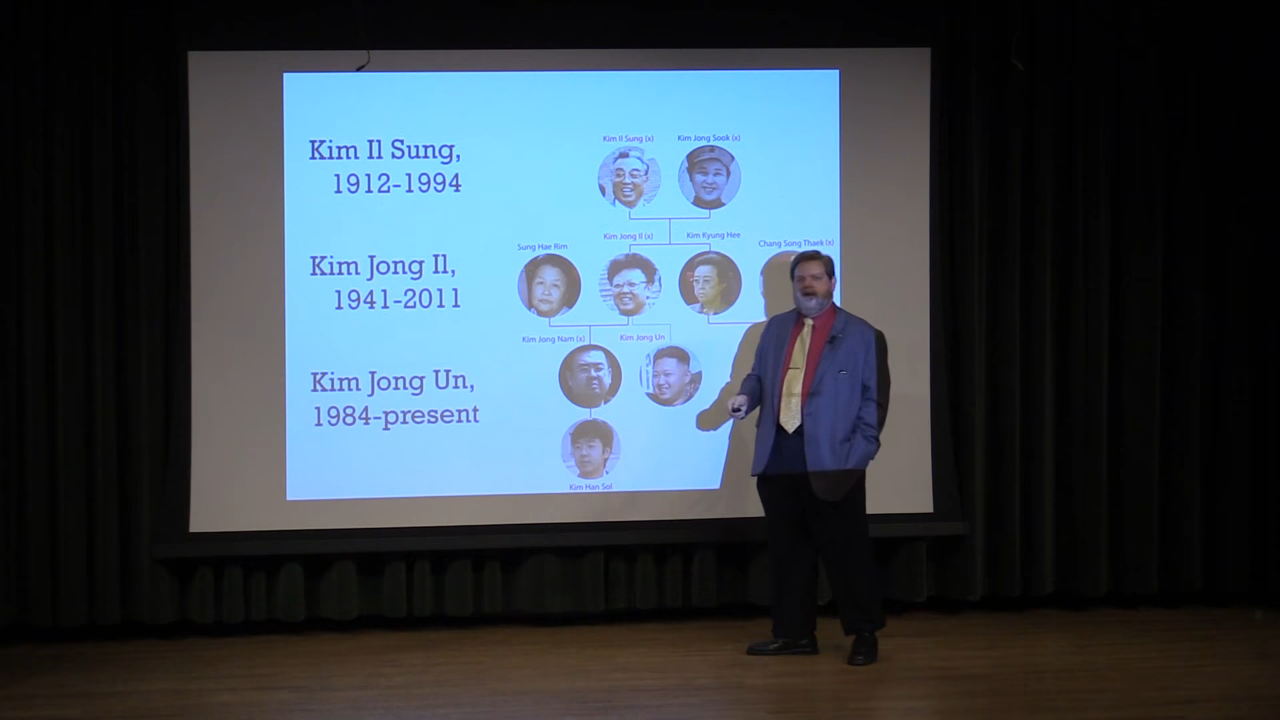 Kim Il Sung,
1912-1994
Kim Jong Il,
1941-2011
Kim Jong Un,
1984-present
Kim Il Sung (x)
Kim Jong Sook (x)
Sung Hae Rim
Kim Jong Il (x)
Kim Kyung Hee
Chang Song Thaek (x)
Kim Jong Nam (x)
Kim Jong Un
Kim Han Sol